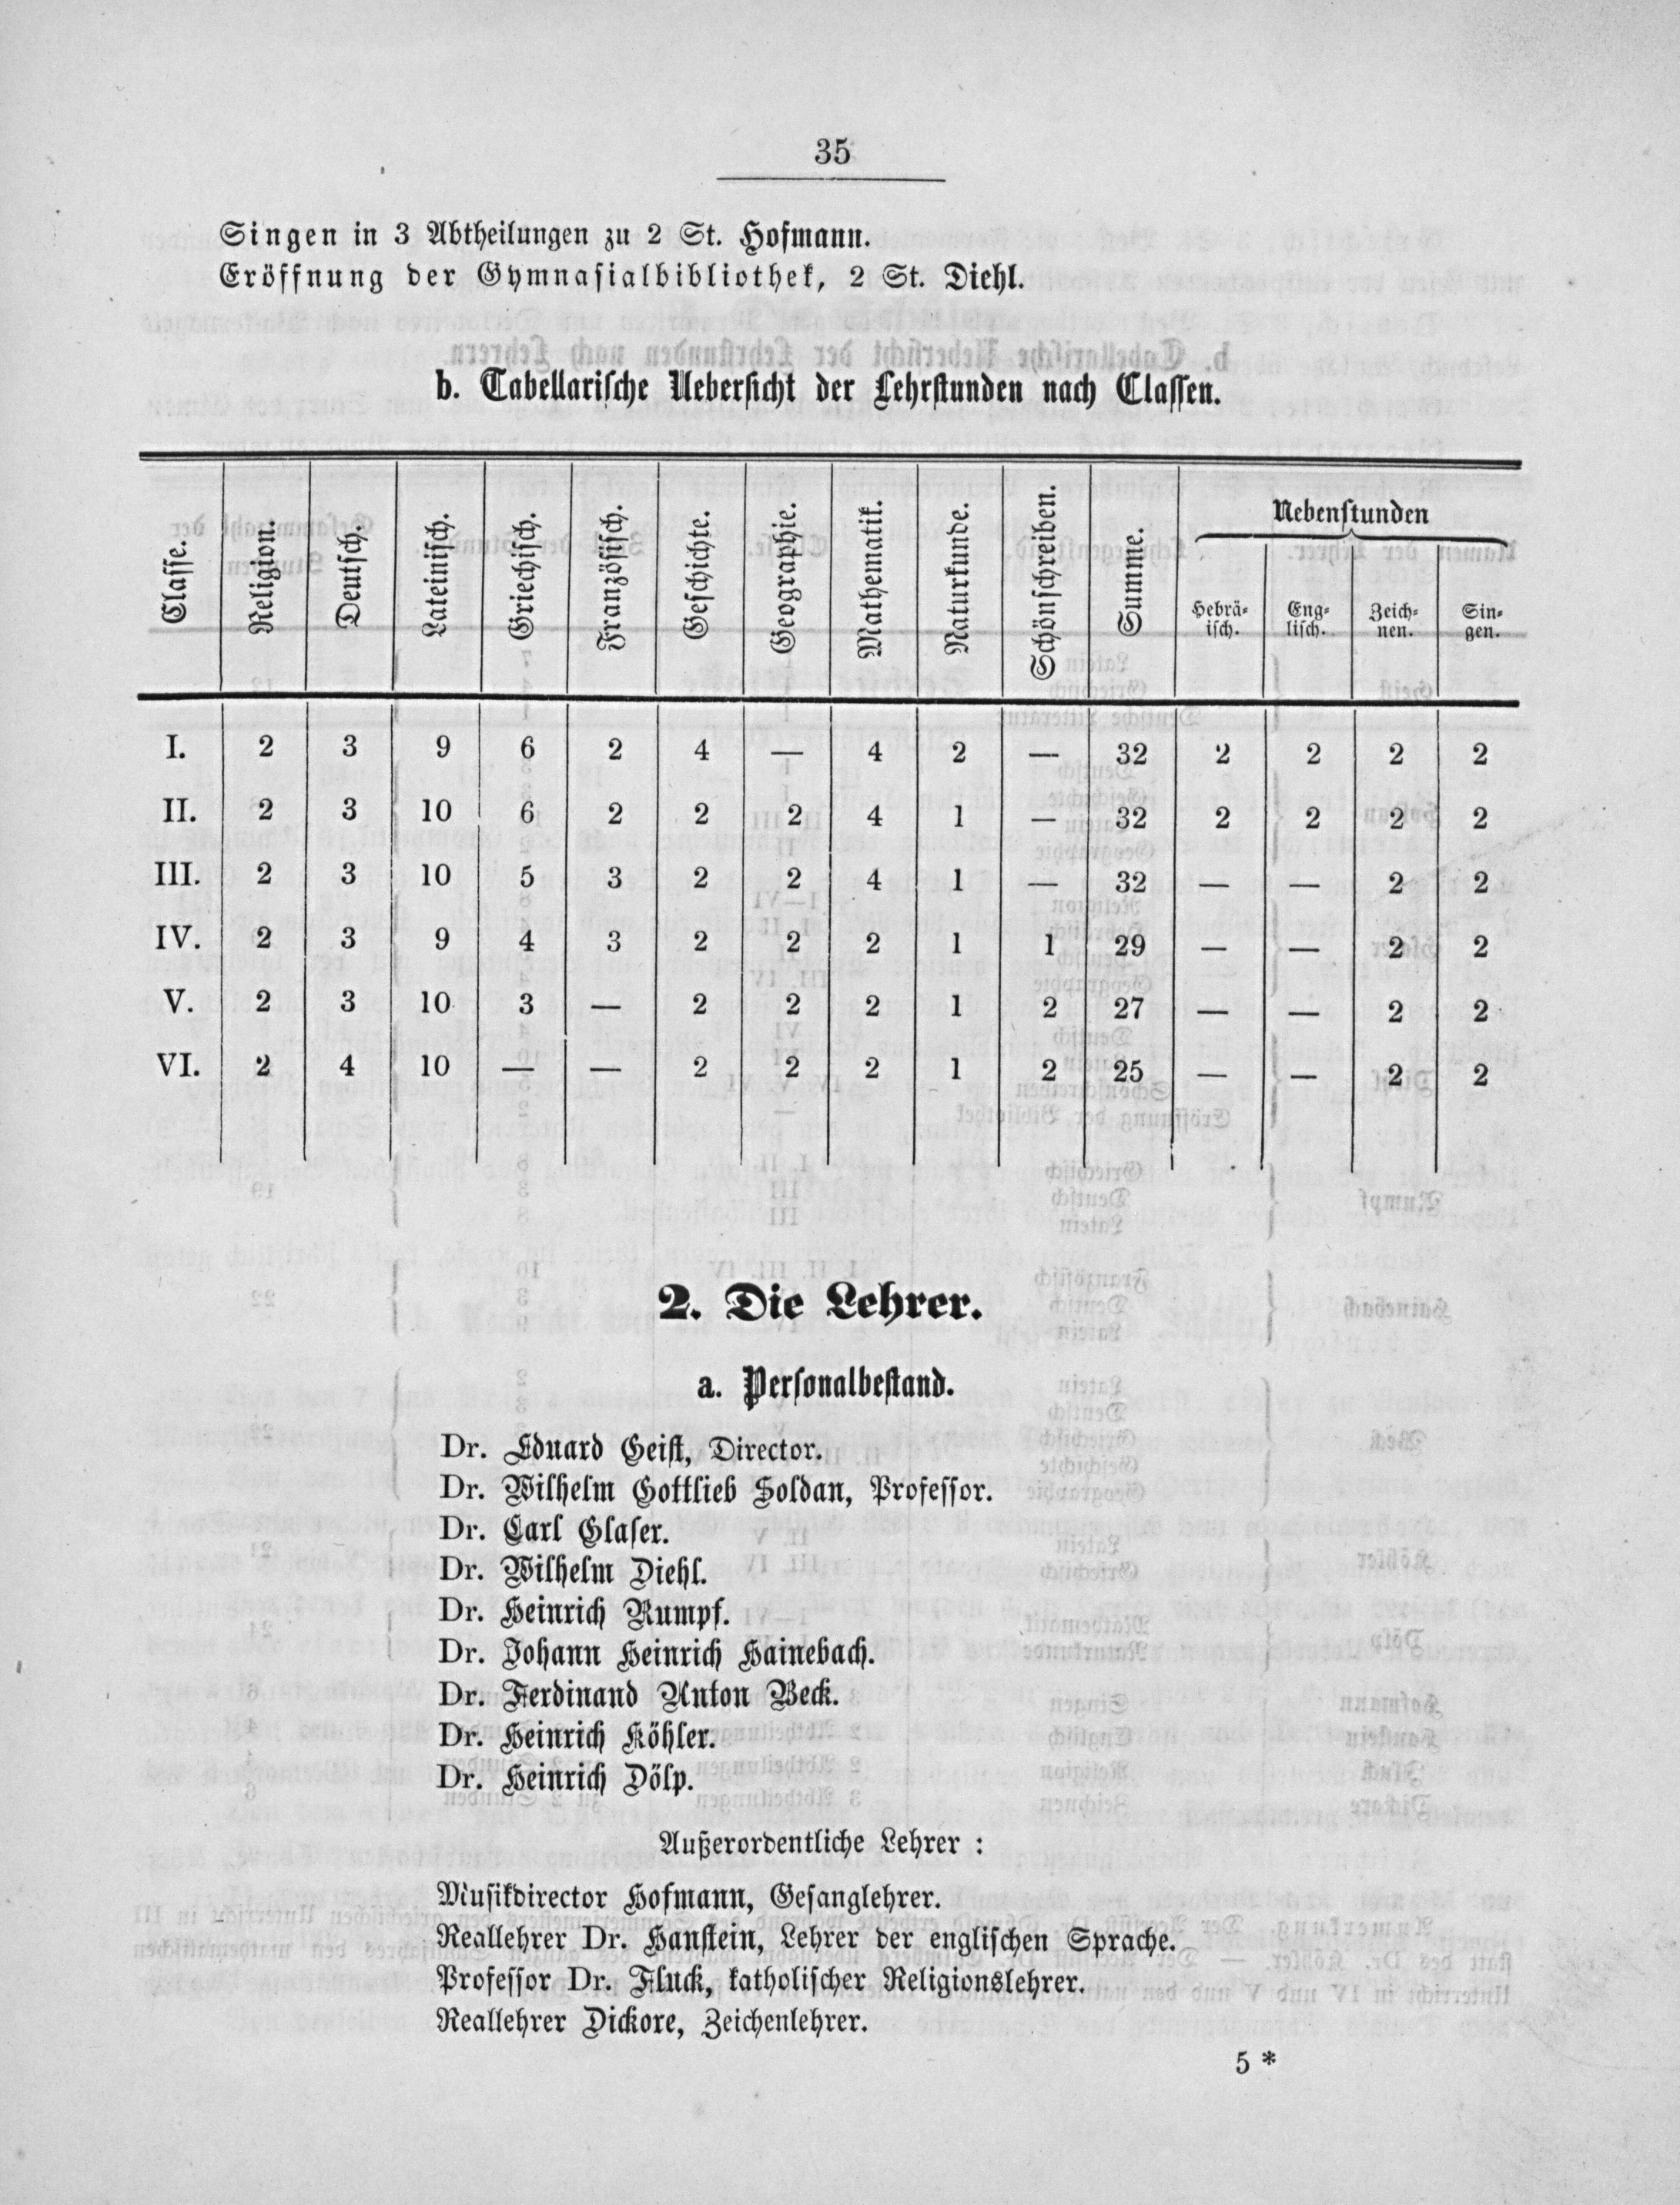 35
Singen in 3 Abtheilungen zu 2 St. Hofmann.
Eröffnung der Gymnasialbibliothek, 2 St. Diehl.
b. Tabellarische Uebersicht der Lehrstunden nach Classen.
Classe. Religion. Deutsch. Lateinisch. Griechisch. Französisch. Geschichte. Geographie. Mathematik. Naturkunde. Schönschreiben. Summe. Nebenstunden
Hebrä- Eng- Zeich- Sin-
isch. lisch. nen. gen.
I. 2 3 9 6 2 4 — 4 2 — 32 2 2 2 2
II. 2 3 10 6 2 2 2 4 1 — 32 2 2 2 2
III. 2 3 10 5 3 2 2 4 1 — 32 — — 2 2
IV. 2 3 9 4 3 2 2 2 1 1 29 — — 2 2
V. 2 3 10 3 — 2 2 2 1 2 27 — — 2 2
VI. 2 4 10 — — 2 2 2 1 2 25 — — 2 2
2. Die Lehrer.
a. Personalbestand.
Dr. Eduard Geist, Director.
Dr. Wilhelm Gottlieb Soldan, Professor.
Dr. Carl Glaser.
Dr. Wilhelm Diehl.
Dr. Heinrich Rumpf.
Dr. Johann Heinrich Hainebach.
Dr. Ferdinand Anton Beck.
Dr. Heinrich Köhler.
Dr. Heinrich Dölp.
Außerordentliche Lehrer :
Musikdirector Hofmann, Gesanglehrer.
Reallehrer Dr. Hanstein, Lehrer der englischen Sprache.
Professor Dr. Fluck, katholischer Religionslehrer.
Reallehrer Dickore, Zeichenlehrer.
5 *